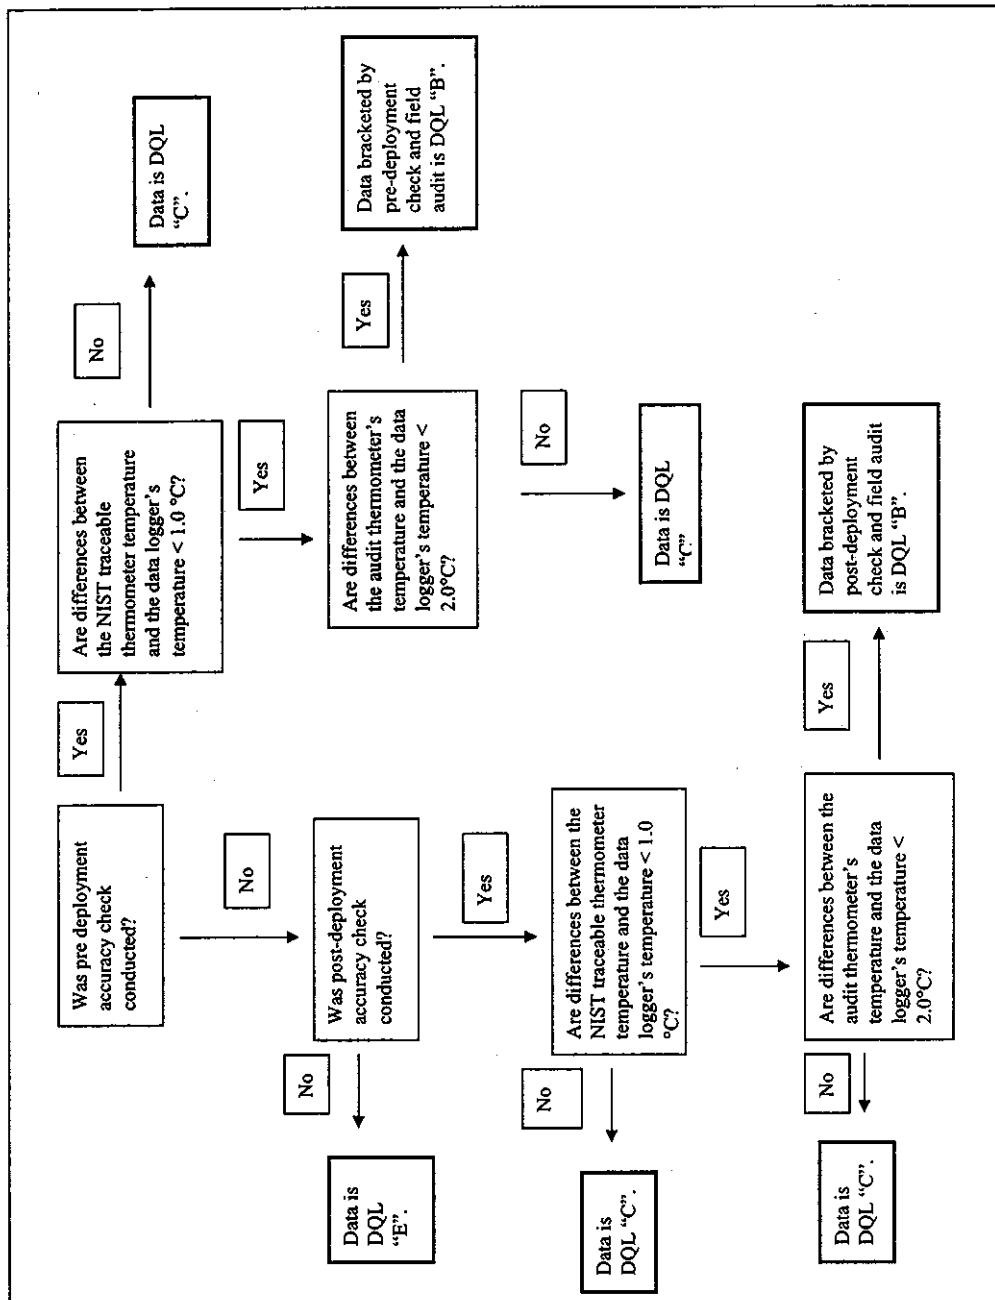 Was pre deployment
accuracy check
conducted?
Yes
Are differences between
the NIST traceable
thermometer temperature
and the data logger's
temperature < 1.0 °C?
No
Data is DQL
“C”.
No
Yes
Was post-deployment
accuracy check
conducted?
No
Data is
DQL
“E”.
Are differences between
the audit thermometer's
temperature and the data
logger's temperature <
2.0°C?
Yes
Data bracketed by
pre-deployment
check and field
audit is DQL “B”.
Yes
No
Data is DQL
“C”
Are differences between the
NIST traceable thermometer
temperature and the data
logger's temperature < 1.0
°C?
No
Data is
DQL “C”.
Yes
Are differences between the
audit thermometer's
temperature and the data
logger's temperature <
2.0°C?
No
Data is
DQL “C”.
Yes
Data bracketed by
post-deployment
check and field audit
is DQL “B”.